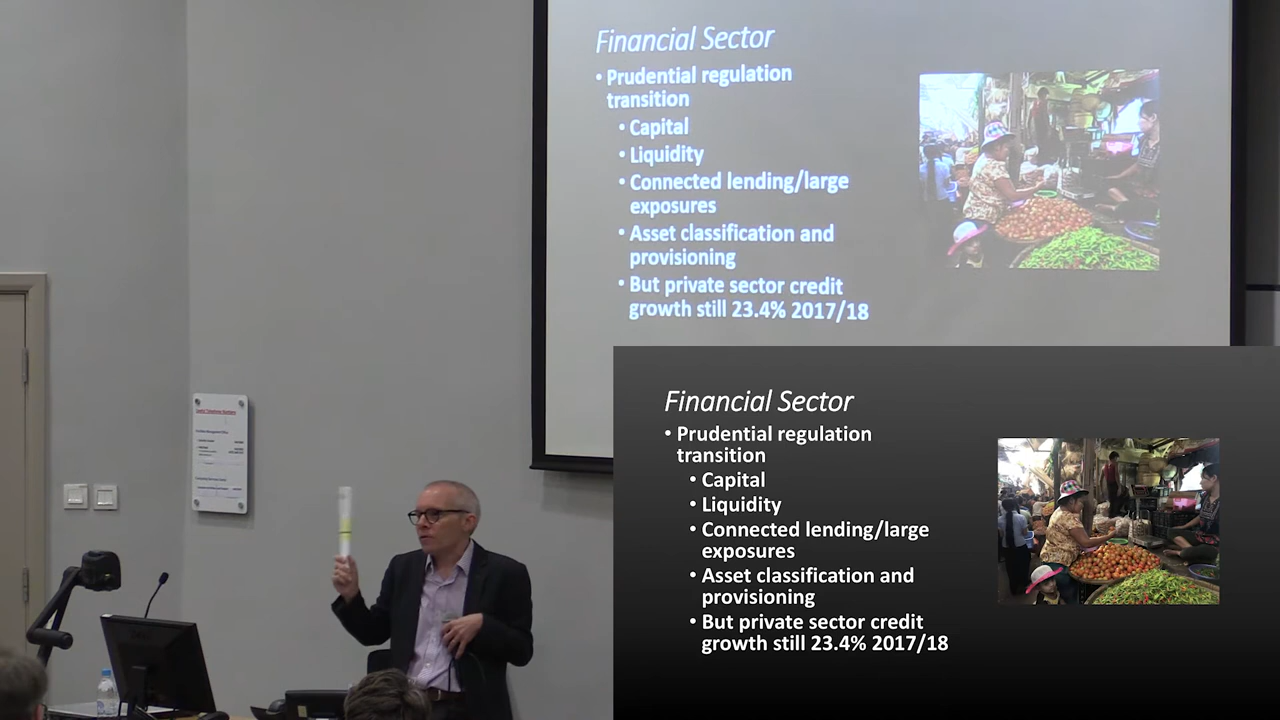 Financial Sector
• Prudential regulation
transition
• Capital
• Liquidity
• Connected lending/large
exposures
• Asset classification and
provisioning
• But private sector credit
growth still 23.4% 2017/18
Financial Sector
• Prudential regulation
transition
• Capital
• Liquidity
• Connected lending/large
exposures
• Asset classification and
provisioning
• But private sector credit
growth still 23.4% 2017/18